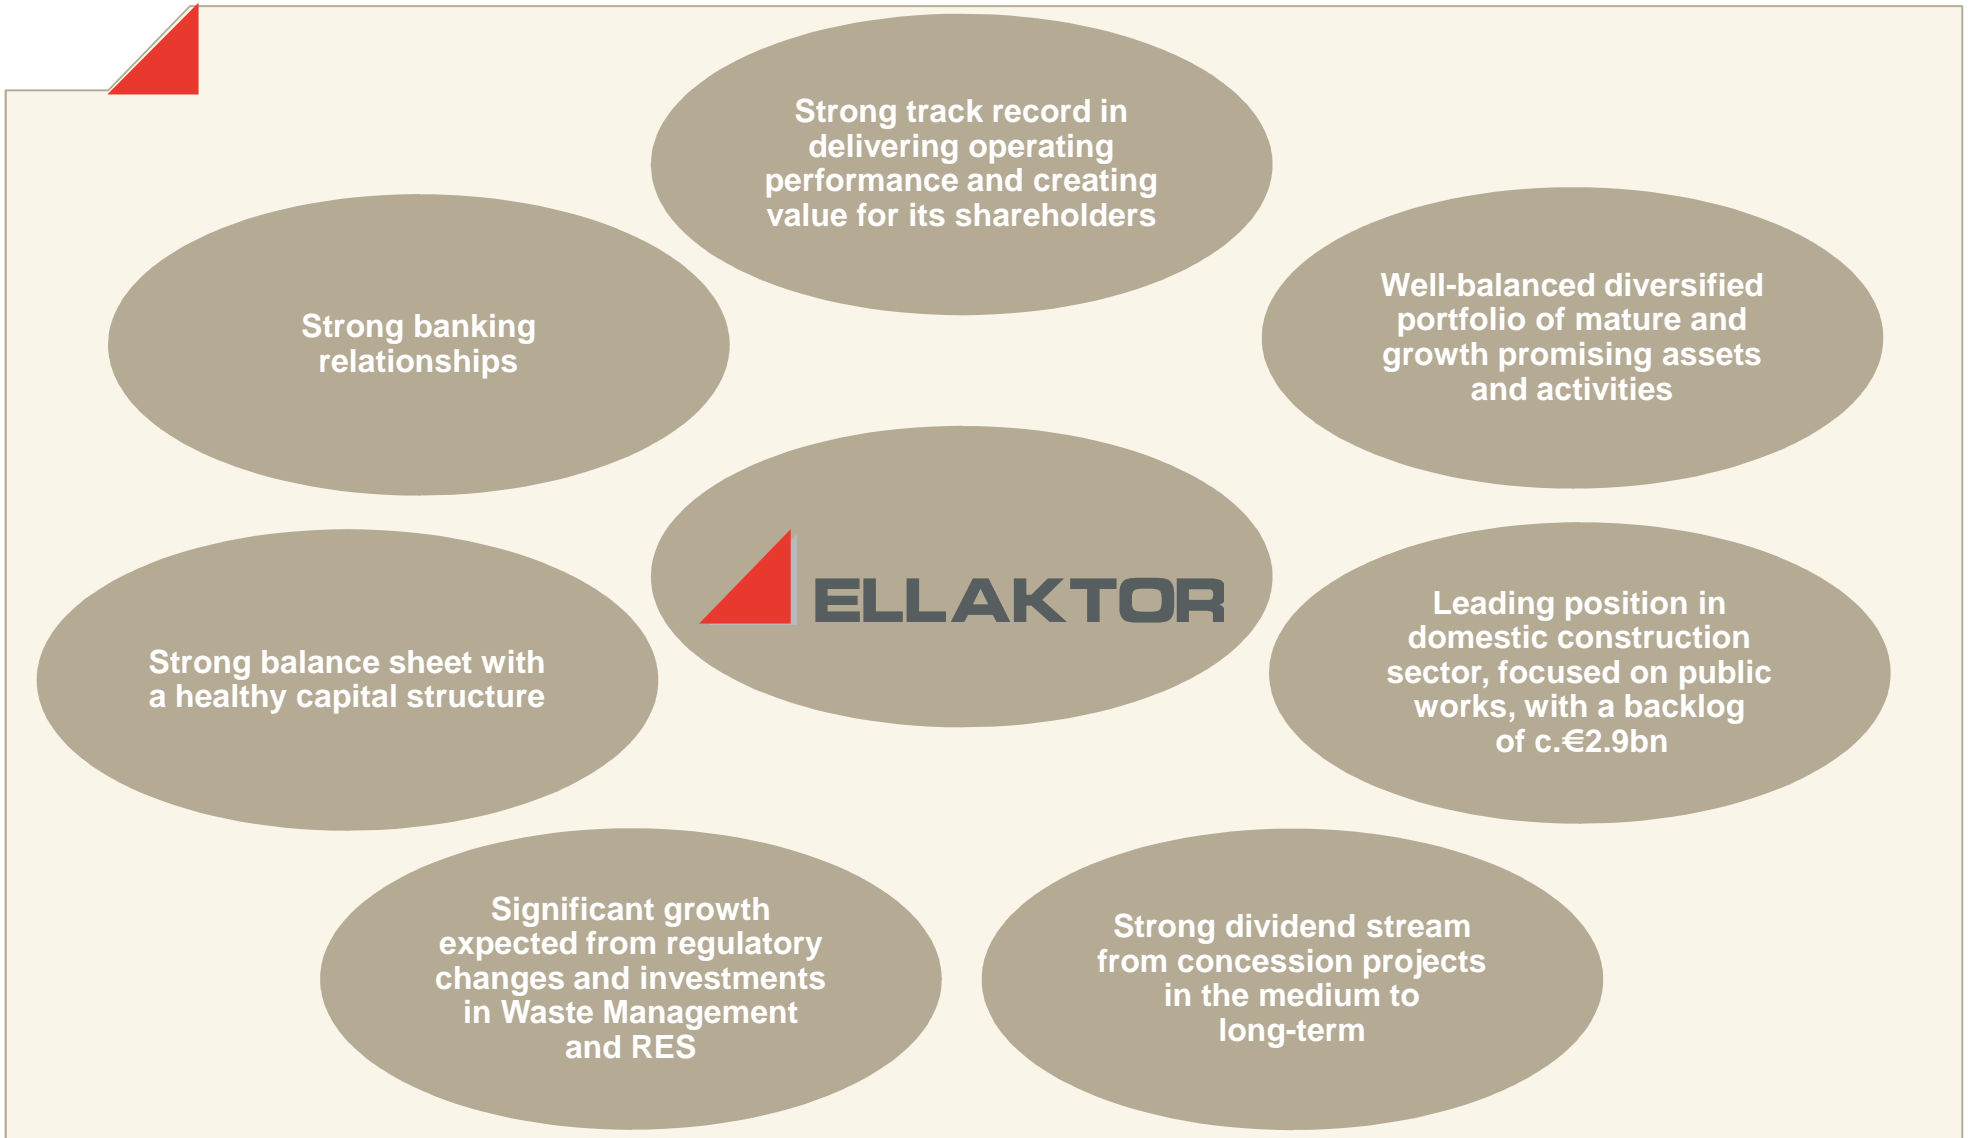 Strong track record in
delivering operating
performance and creating
value for its shareholders
Strong banking
relationships
Well-balanced diversified
portfolio of mature and
growth promising assets
and activities
ELLAKTOR
Strong balance sheet with
a healthy capital structure
Leading position in
domestic construction
sector, focused on public
works, with a backlog
of c.€2.9bn
Significant growth
expected from regulatory
changes and investments
in Waste Management
and RES
Strong dividend stream
from concession projects
in the medium to
long-term